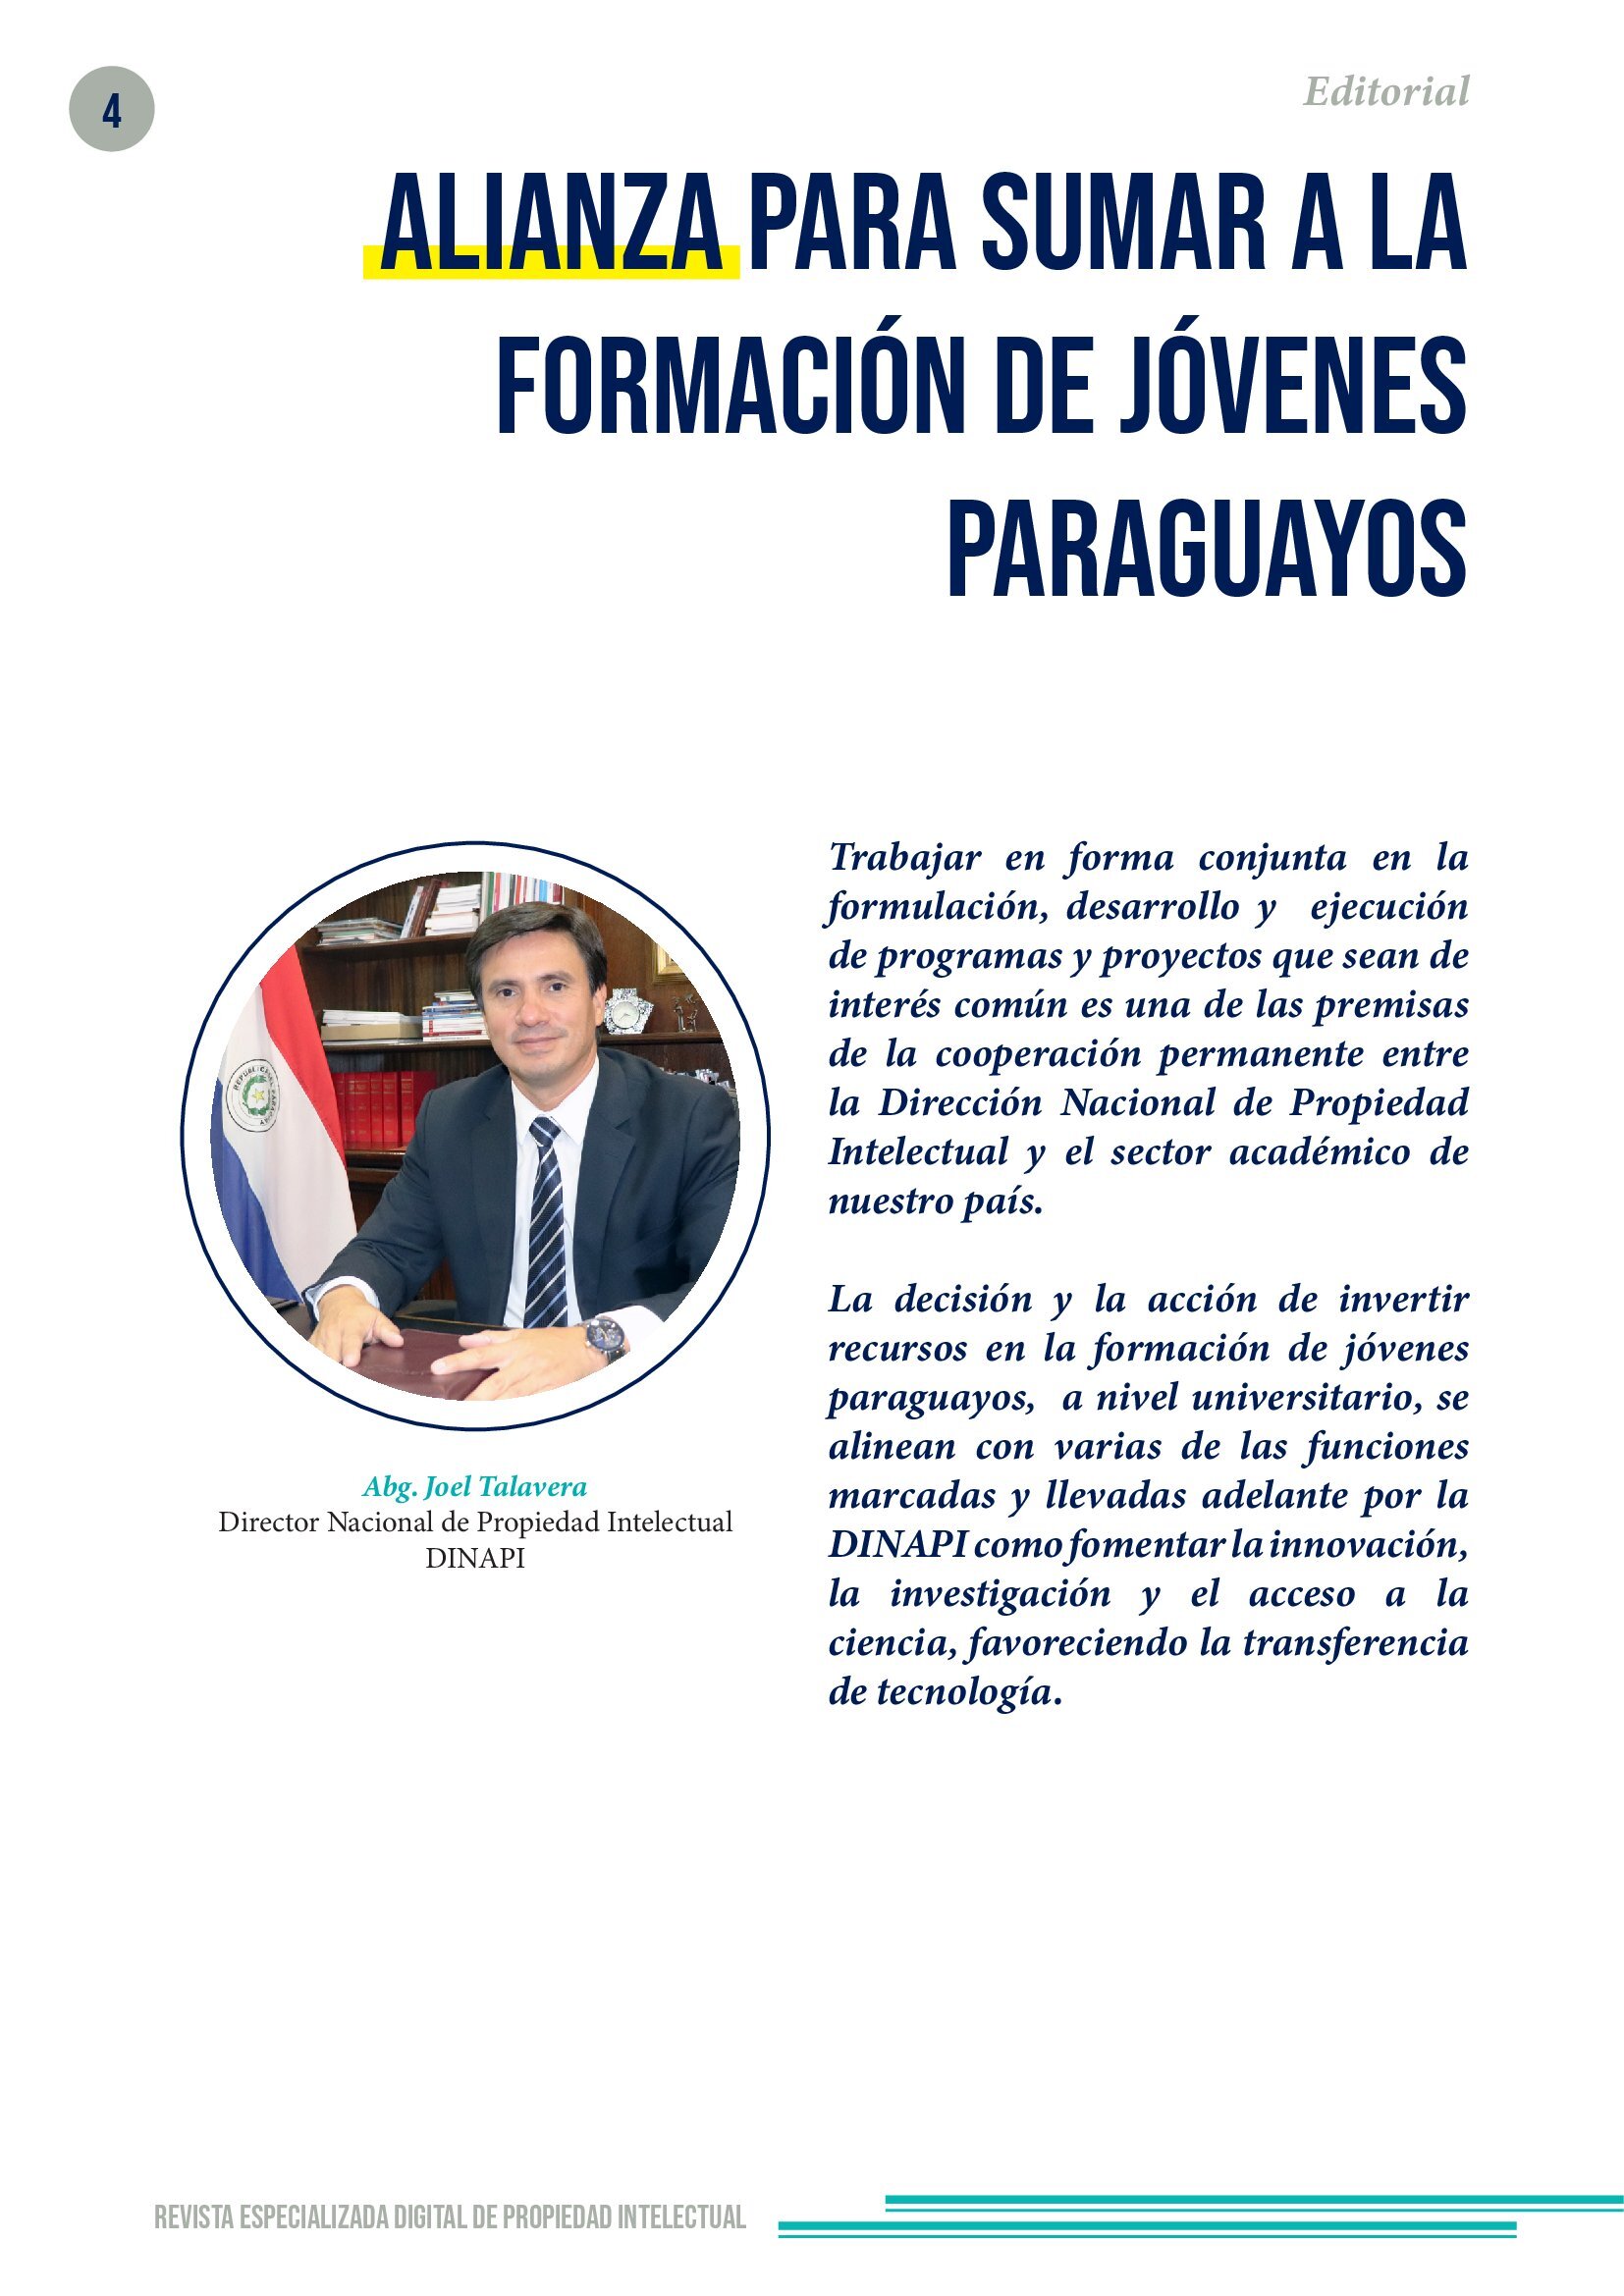 4
Editorial
ALIANZA PARA SUMAR A LA
FORMACIÓN DE JÓVENES
PARAGUAYOS
Trabajar en forma conjunta en la
formulación, desarrollo y ejecución
de programas y proyectos que sean de
interés común es una de las premisas
de la cooperación permanente entre
la Dirección Nacional de Propiedad
Intelectual y el sector académico de
nuestro país.
La decisión y la acción de invertir
recursos en la formación de jóvenes
paraguayos, a nivel universitario, se
alinean con varias de las funciones
marcadas y llevadas adelante por la
DINAPI como fomentar la innovación,
la investigación y el acceso a la
ciencia, favoreciendo la transferencia
de tecnología.
Abg. Joel Talavera
Director Nacional de Propiedad Intelectual
DINAPI
REVISTA ESPECIALIZADA DIGITAL DE PROPIEDAD INTELECTUAL